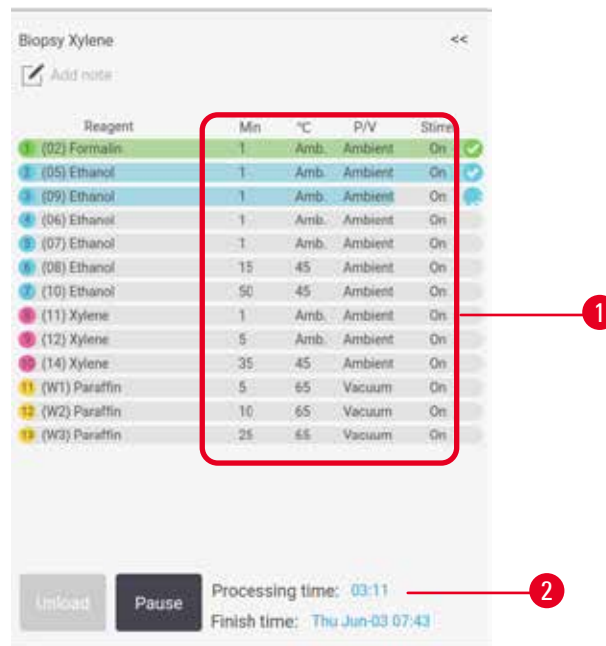 Biopsy Xylene <<
Add note
Reagent Min °C P/V Stirre
1 (02) Formalin 1 Amb. Ambient On
2 (05) Ethanol 1 Amb. Ambient On
3 (09) Ethanol 1 Amb. Ambient On
4 (06) Ethanol 1 Amb. Ambient On
5 (07) Ethanol 1 Amb. Ambient On
6 (08) Ethanol 15 45 Ambient On
7 (10) Ethanol 50 45 Ambient On
8 (11) Xylene 1 Amb. Ambient On
9 (12) Xylene 5 Amb. Ambient On
10 (14) Xylene 35 45 Ambient On
11 (W1) Paraffin 5 65 Vacuum On
12 (W2) Paraffin 10 65 Vacuum On
13 (W3) Paraffin 25 65 Vacuum On
1
Unload Pause
Processing time: 03:11
2
Finish time: Thu Jun-03 07:43